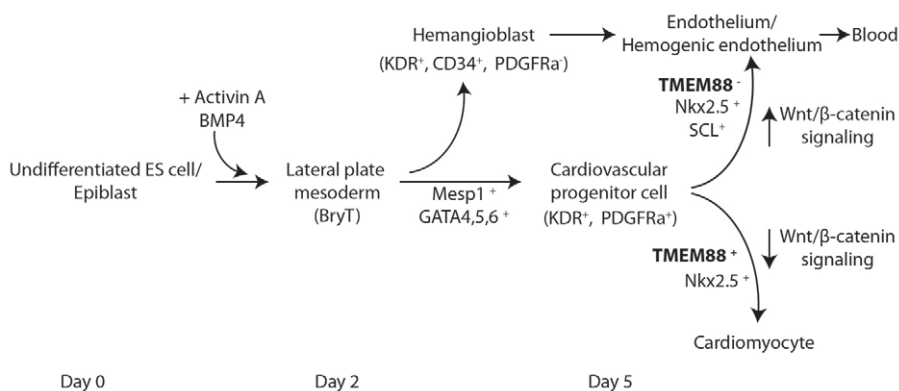 Hemangioblast
(KDR⁺, CD34⁺, PDGFRa⁻)
Endothelium/
Hemogenic endothelium
Blood
+ Activin A
BMP4
TMEM88 ⁻
Nkx2.5 ⁺
SCL⁺
Wnt/β-catenin
signaling
Undifferentiated ES cell/
Epiblast
Lateral plate
mesoderm
(BryT)
Mesp1 ⁺
GATA4,5,6 ⁺
Cardiovascular
progenitor cell
(KDR⁺, PDGFRa⁺)
TMEM88 ⁺
Nkx2.5 ⁺
Wnt/β-catenin
signaling
Cardiomyocyte
Day 0
Day 2
Day 5